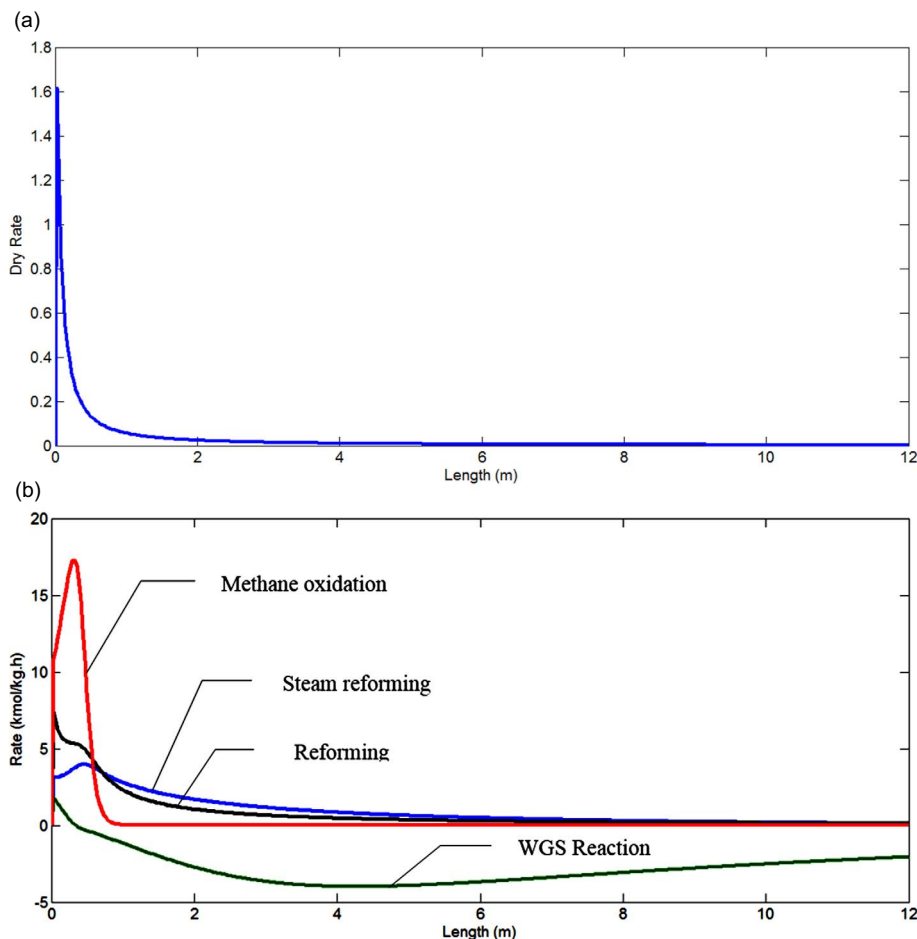 (a)
1.8
1.6
1.4
1.2
1
0.8
0.6
0.4
0.2
0
Dry Rate
0 2 4 6 8 10 12
Length (m)
(b)
20
15
10
5
0
-5
Rate (kmol/kg.h)
Methane oxidation
Steam reforming
Reforming
WGS Reaction
0 2 4 6 8 10 12
Length (m)